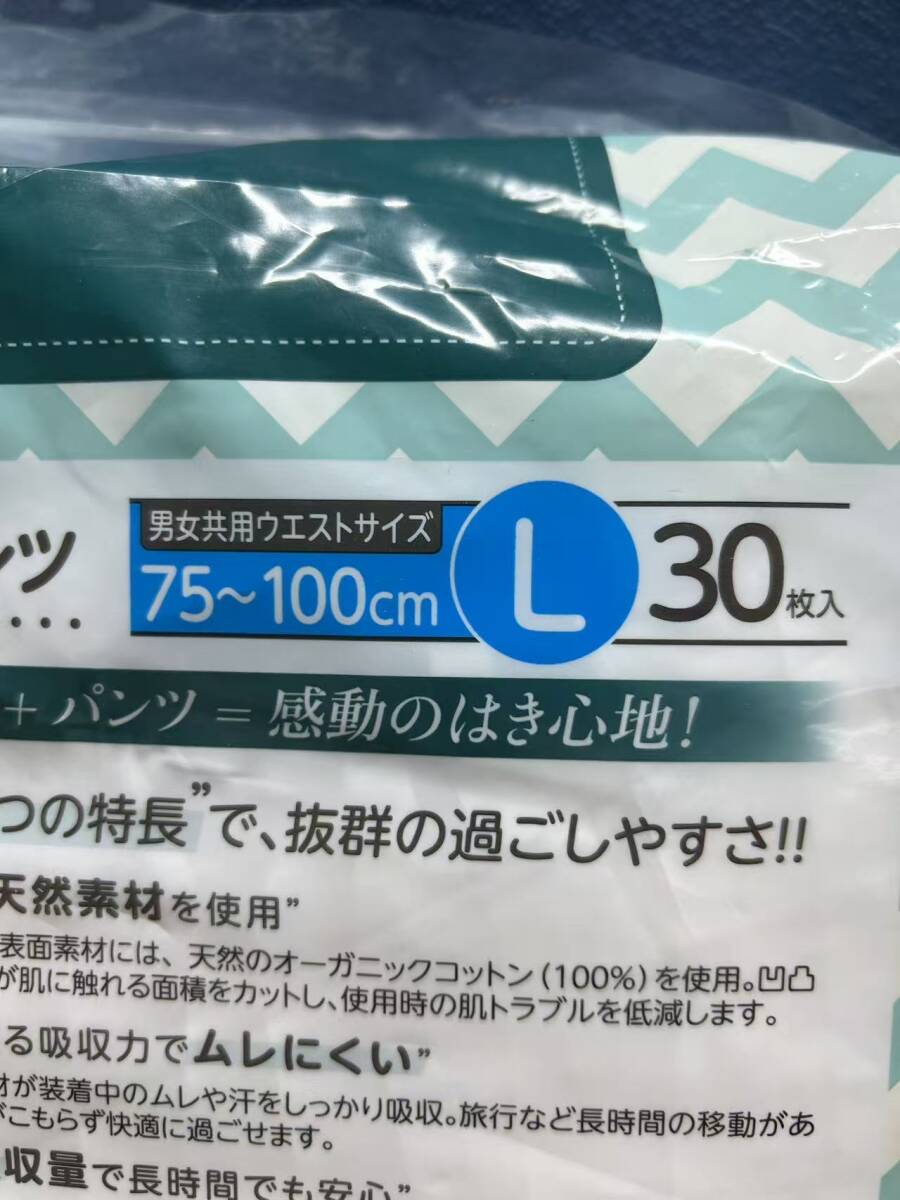 ンツ
男女共用ウエストサイズ
75~100cm
L
30枚入
+ パンツ = 感動のはき心地!
つの特長”で、抜群の過ごしやすさ!!
天然素材を使用”
表面素材には、天然のオーガニックコットン(100%)を使用。凹凸
が肌に触れる面積をカットし、使用時の肌トラブルを低減します。
る吸収力でムレにくい”
材が装着中のムレや汗をしっかり吸収。旅行など長時間の移動があ
がこもらず快適に過ごせます。
収量で長時間でも安心”